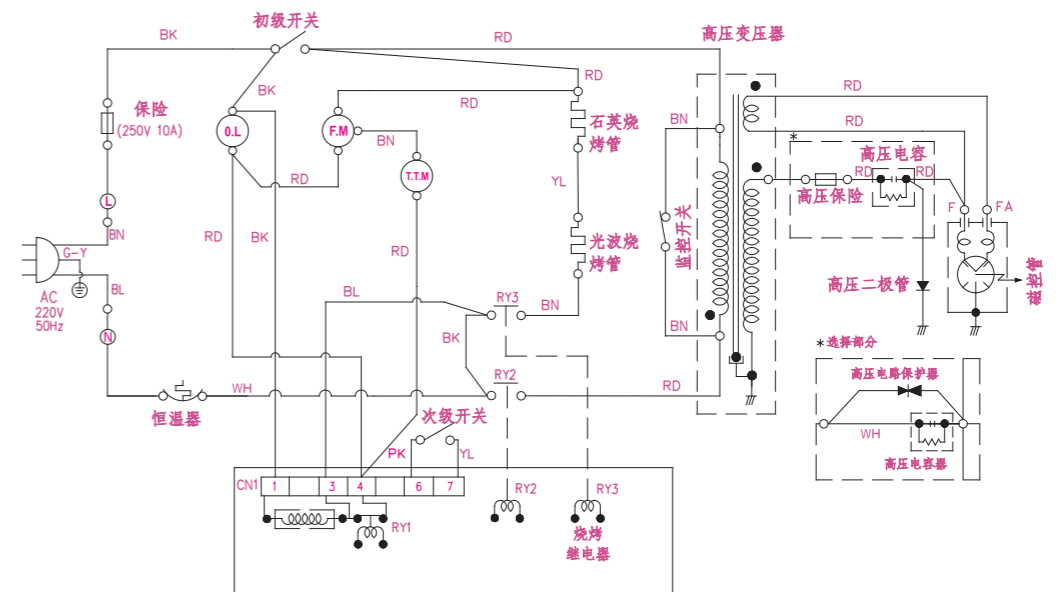 初级开关
BK
RD
高压变压器
RD
RD
BK
RD
RD
保险
(250V 10A)
O.L
F.M
BN
石英烧
烤管
BN
RD
*
高压电容
RD
RD
高压保险
T.T.M
RD
YL
L
BN
RD
BK
RD
光波烧
烤管
监控开关
F
FA
G-Y
BL
AC
220V
50Hz
BL
RY3
BN
高压二极管
磁控管
N
BK
BN
*选择部分
RY2
WH
RD
高压电路保护器
恒温器
次级开关
WH
PK
YL
高压电容器
CN1
1
3
4
6
7
RY2
RY3
RY1
烧烤
继电器